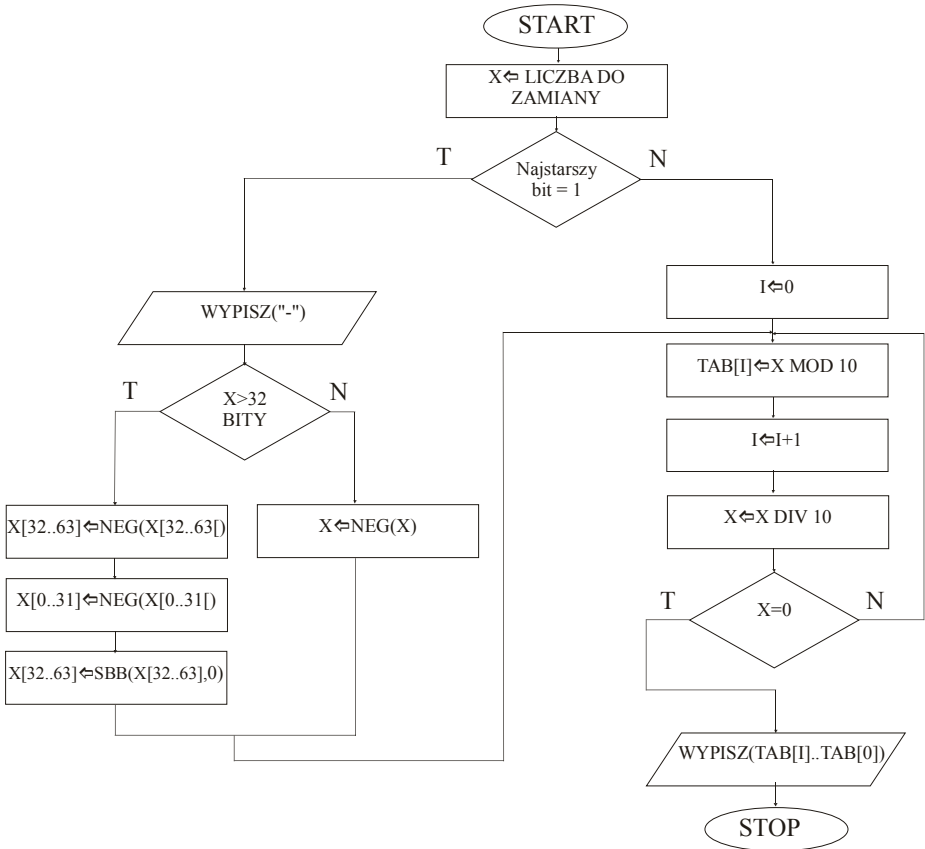 START
X⇦ LICZBA DO
ZAMIANY
T
N
Najstarszy
bit = 1
I⇦0
WYPISZ("-")
TAB[I]⇦X MOD 10
T
N
X>32
BITY
I⇦I+1
X[32..63]⇦NEG(X[32..63[)
X⇦NEG(X)
X⇦X DIV 10
X[0..31]⇦NEG(X[0..31[)
T
N
X=0
X[32..63]⇦SBB(X[32..63],0)
WYPISZ(TAB[I]..TAB[0])
STOP